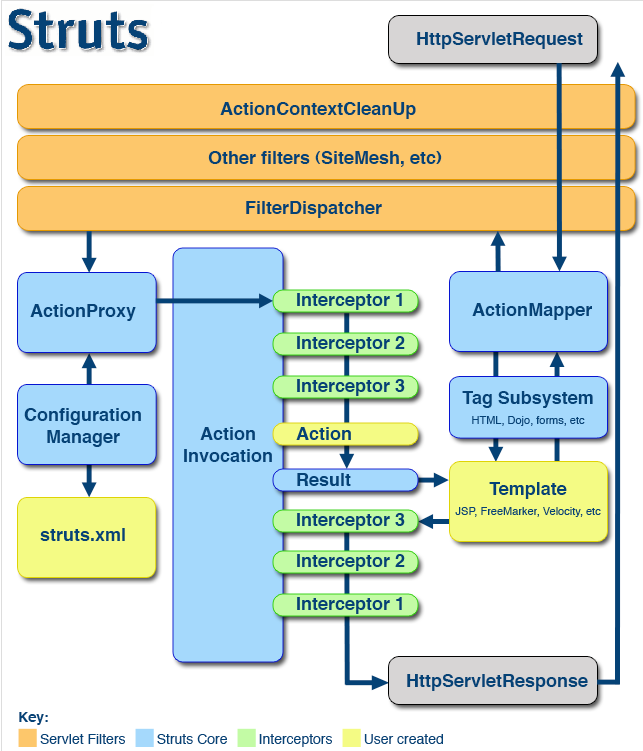 Struts
HttpServletRequest
ActionContextCleanUp
Other filters (SiteMesh, etc)
FilterDispatcher
ActionProxy
Configuration
Manager
struts.xml
Action
Invocation
Interceptor 1
Interceptor 2
Interceptor 3
Action
Result
Interceptor 3
Interceptor 2
Interceptor 1
ActionMapper
Tag Subsystem
HTML, Dojo, forms, etc
Template
JSP, FreeMarker, Velocity, etc
HttpServletResponse
Key:
Servlet Filters
Struts Core
Interceptors
User created